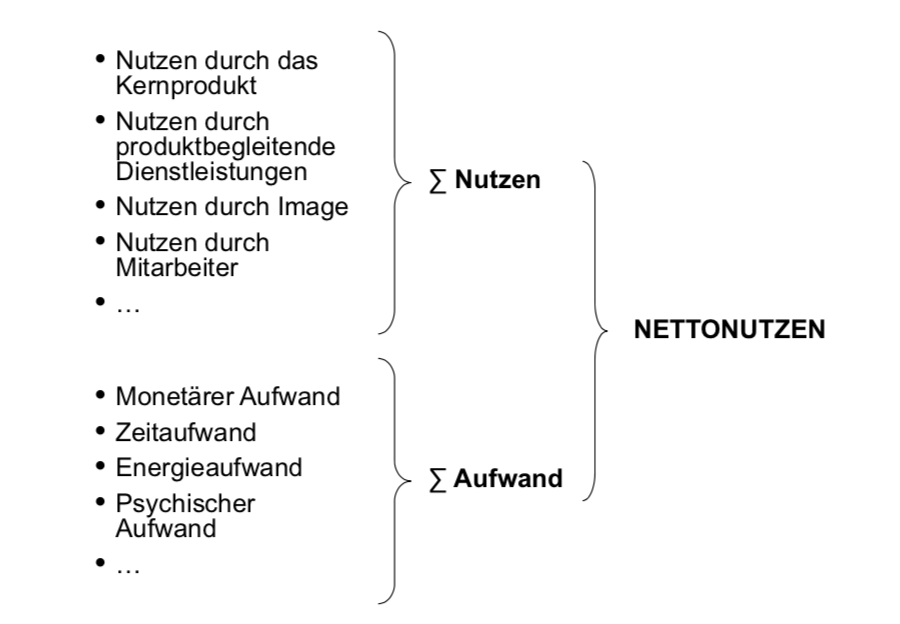 • Nutzen durch das
Kernprodukt
• Nutzen durch
produktbegleitende
Dienstleistungen
• Nutzen durch Image
• Nutzen durch
Mitarbeiter
• …
∑ Nutzen
NETTONUTZEN
• Monetärer Aufwand
• Zeitaufwand
• Energieaufwand
• Psychischer
Aufwand
• …
∑ Aufwand